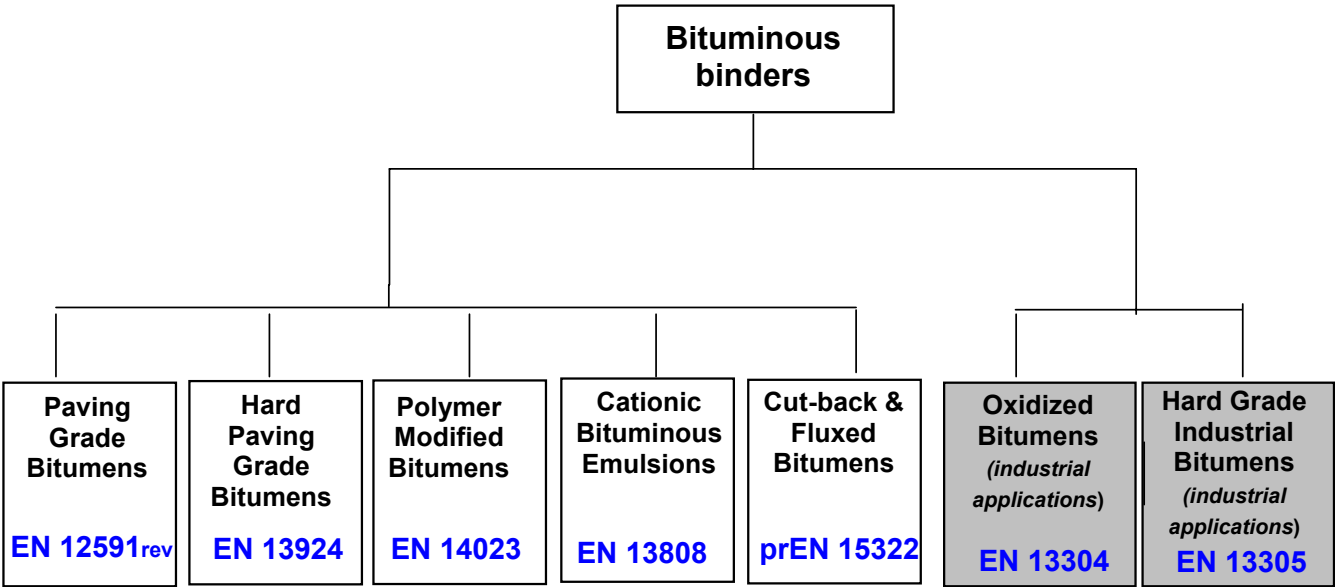 Bituminous
binders
Paving
Grade
Bitumens
EN 12591rev
Hard
Paving
Grade
Bitumens
EN 13924
Polymer
Modified
Bitumens
EN 14023
Cationic
Bituminous
Emulsions
EN 13808
Cut-back &
Fluxed
Bitumens
prEN 15322
Oxidized
Bitumens
(industrial
applications)
EN 13304
Hard Grade
Industrial
Bitumens
(industrial
applications)
EN 13305